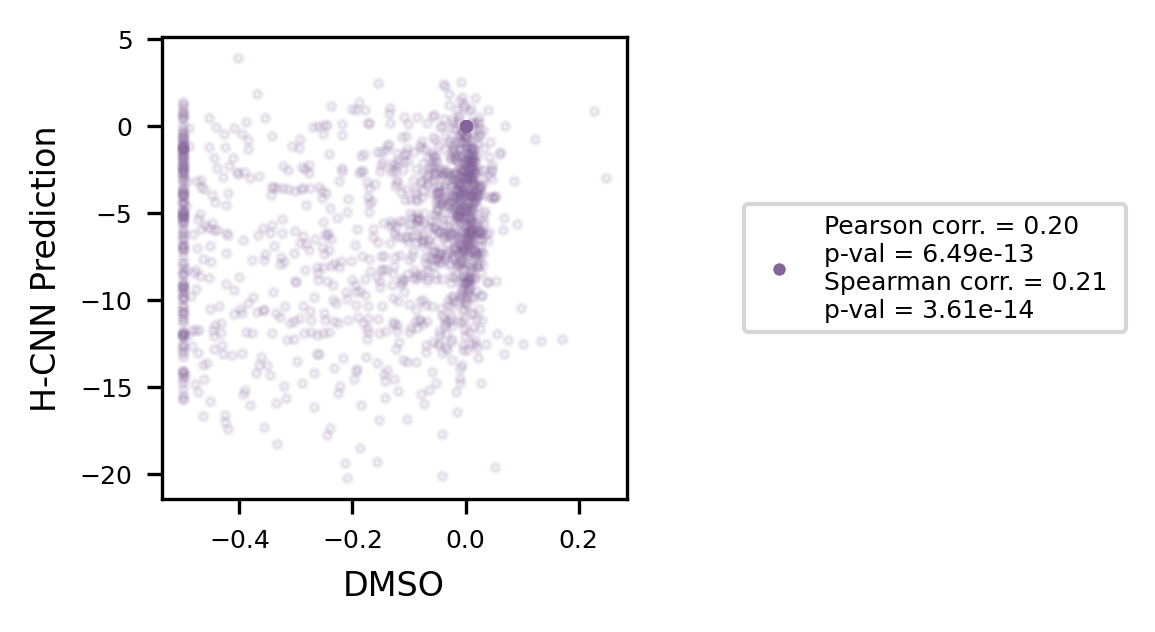 5
0
−5
−10
−15
−20
H-CNN Prediction
−0.4
−0.2
0.0
0.2
DMSO
Pearson corr. = 0.20
p-val = 6.49e-13
Spearman corr. = 0.21
p-val = 3.61e-14